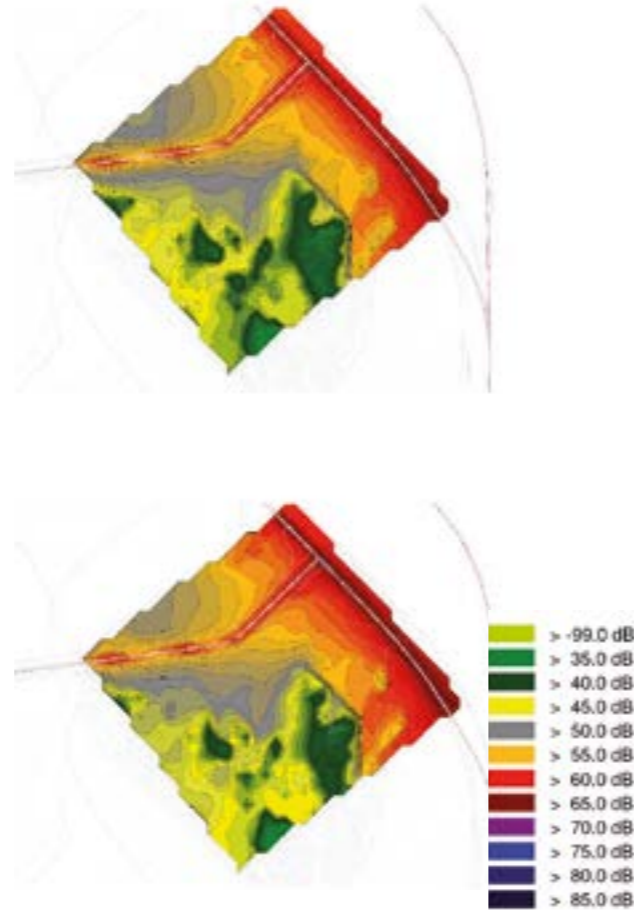 > -99.0 dB
> 35.0 dB
> 40.0 dB
> 45.0 dB
> 50.0 dB
> 55.0 dB
> 60.0 dB
> 65.0 dB
> 70.0 dB
> 75.0 dB
> 80.0 dB
> 85.0 dB